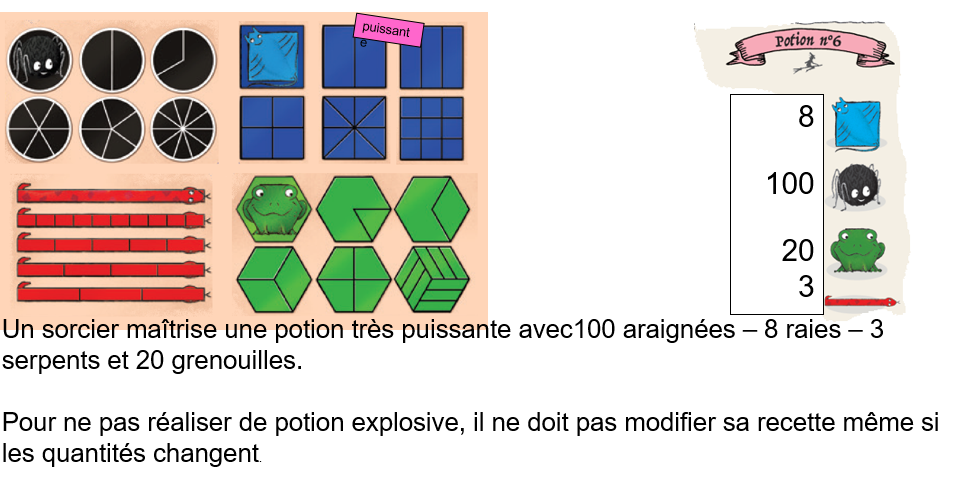 puissant
e
Potion n°6
8
100
20
3
Un sorcier maîtrise une potion très puissante avec100 araignées – 8 raies – 3
serpents et 20 grenouilles.
Pour ne pas réaliser de potion explosive, il ne doit pas modifier sa recette même si
les quantités changent.